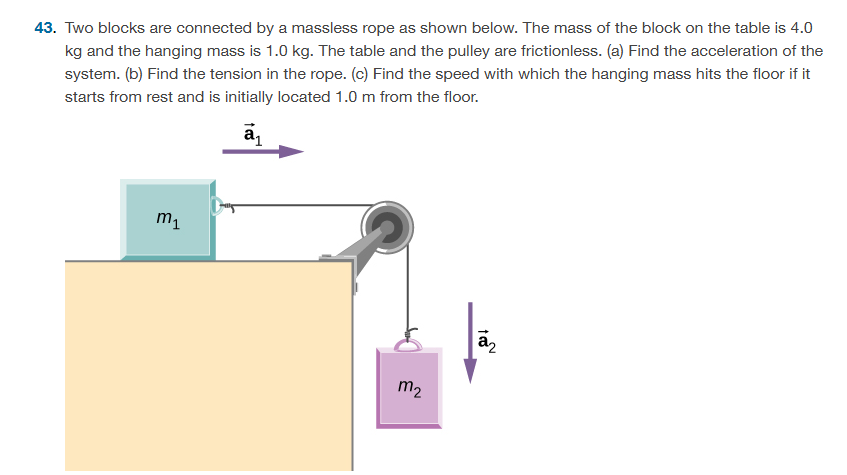 43. Two blocks are connected by a massless rope as shown below. The mass of the block on the table is 4.0
kg and the hanging mass is 1.0 kg. The table and the pulley are frictionless. (a) Find the acceleration of the
system. (b) Find the tension in the rope. (c) Find the speed with which the hanging mass hits the floor if it
starts from rest and is initially located 1.0 m from the floor.
a⃗₁
m₁
a⃗₂
m₂